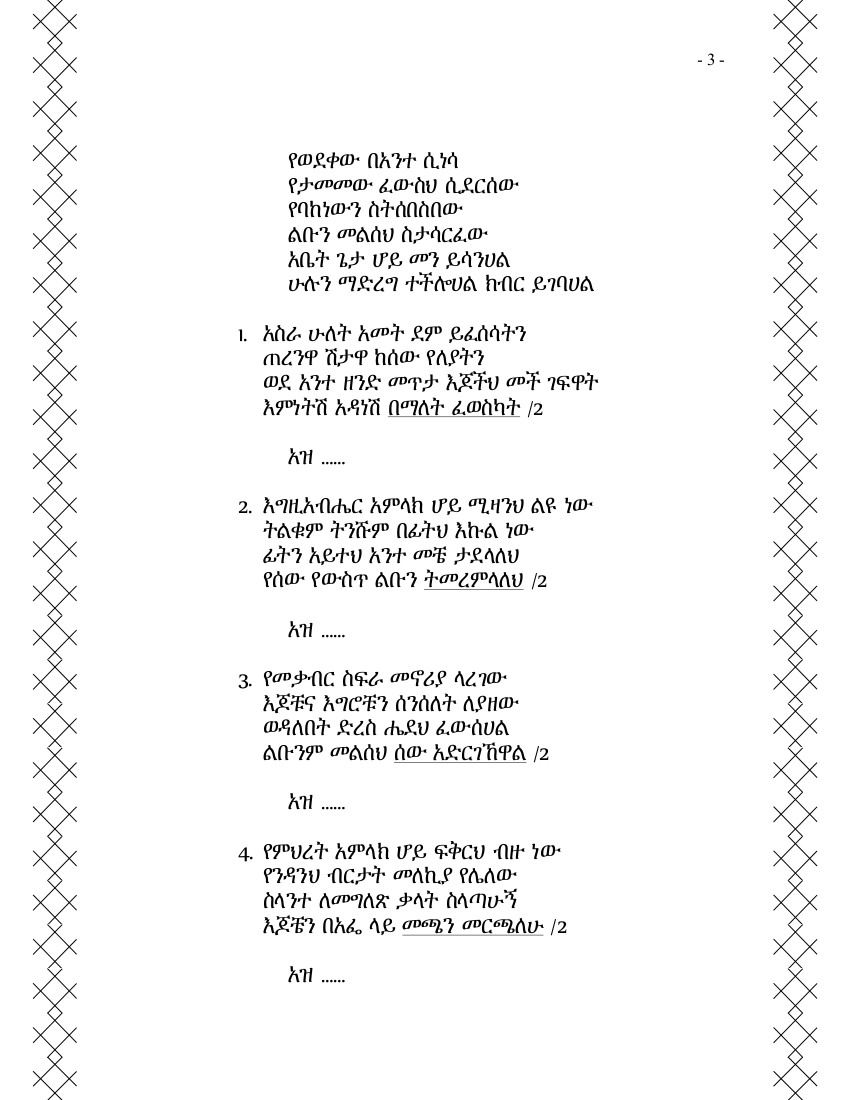 - 3 -
የወደቀው በአንተ ሲነሳ
የታመመው ፈውስህ ሲደርሰው
የባከነውን ስትሰበስበው
ልቡን መልሰህ ስታሳርፈው
አቤት ጌታ ሆይ መን ይሳንሀል
ሁሉን ማድረግ ተችሎሀል ክብር ይገባሀል
1. አስራ ሁለት አመት ደም ይፈሰሳትን
ጠረንዋ ሽታዋ ከሰው የለያትን
ወደ አንተ ዘንድ መጥታ እጆችህ መች ገፍዋት
እምነትሽ አዳነሽ በማለት ፈወስካት /2
አዝ ......
2. እግዚአብሔር አምላክ ሆይ ሚዛንህ ልዩ ነው
ትልቁም ትንሹም በፊትህ እኩል ነው
ፊትን አይተህ አንተ መቼ ታደላለህ
የሰው የውስጥ ልቡን ትመረምላለህ /2
አዝ ......
3. የመቃብር ስፍራ መኖሪያ ላረገው
እጆቹና እግሮቹን ሰንሰለት ለያዘው
ወዳለበት ድረስ ሔደህ ፈውሰሀል
ልቡንም መልሰህ ሰው አድርገኸዋል /2
አዝ ......
4. የምህረት አምላክ ሆይ ፍቅርህ ብዙ ነው
የንዳንህ ብርታት መለኪያ የሌለው
ስላንተ ለመግለጽ ቃላት ስላጣሁኝ
እጆቼን በአፌ ላይ መጫን መርጫለሁ /2
አዝ ......